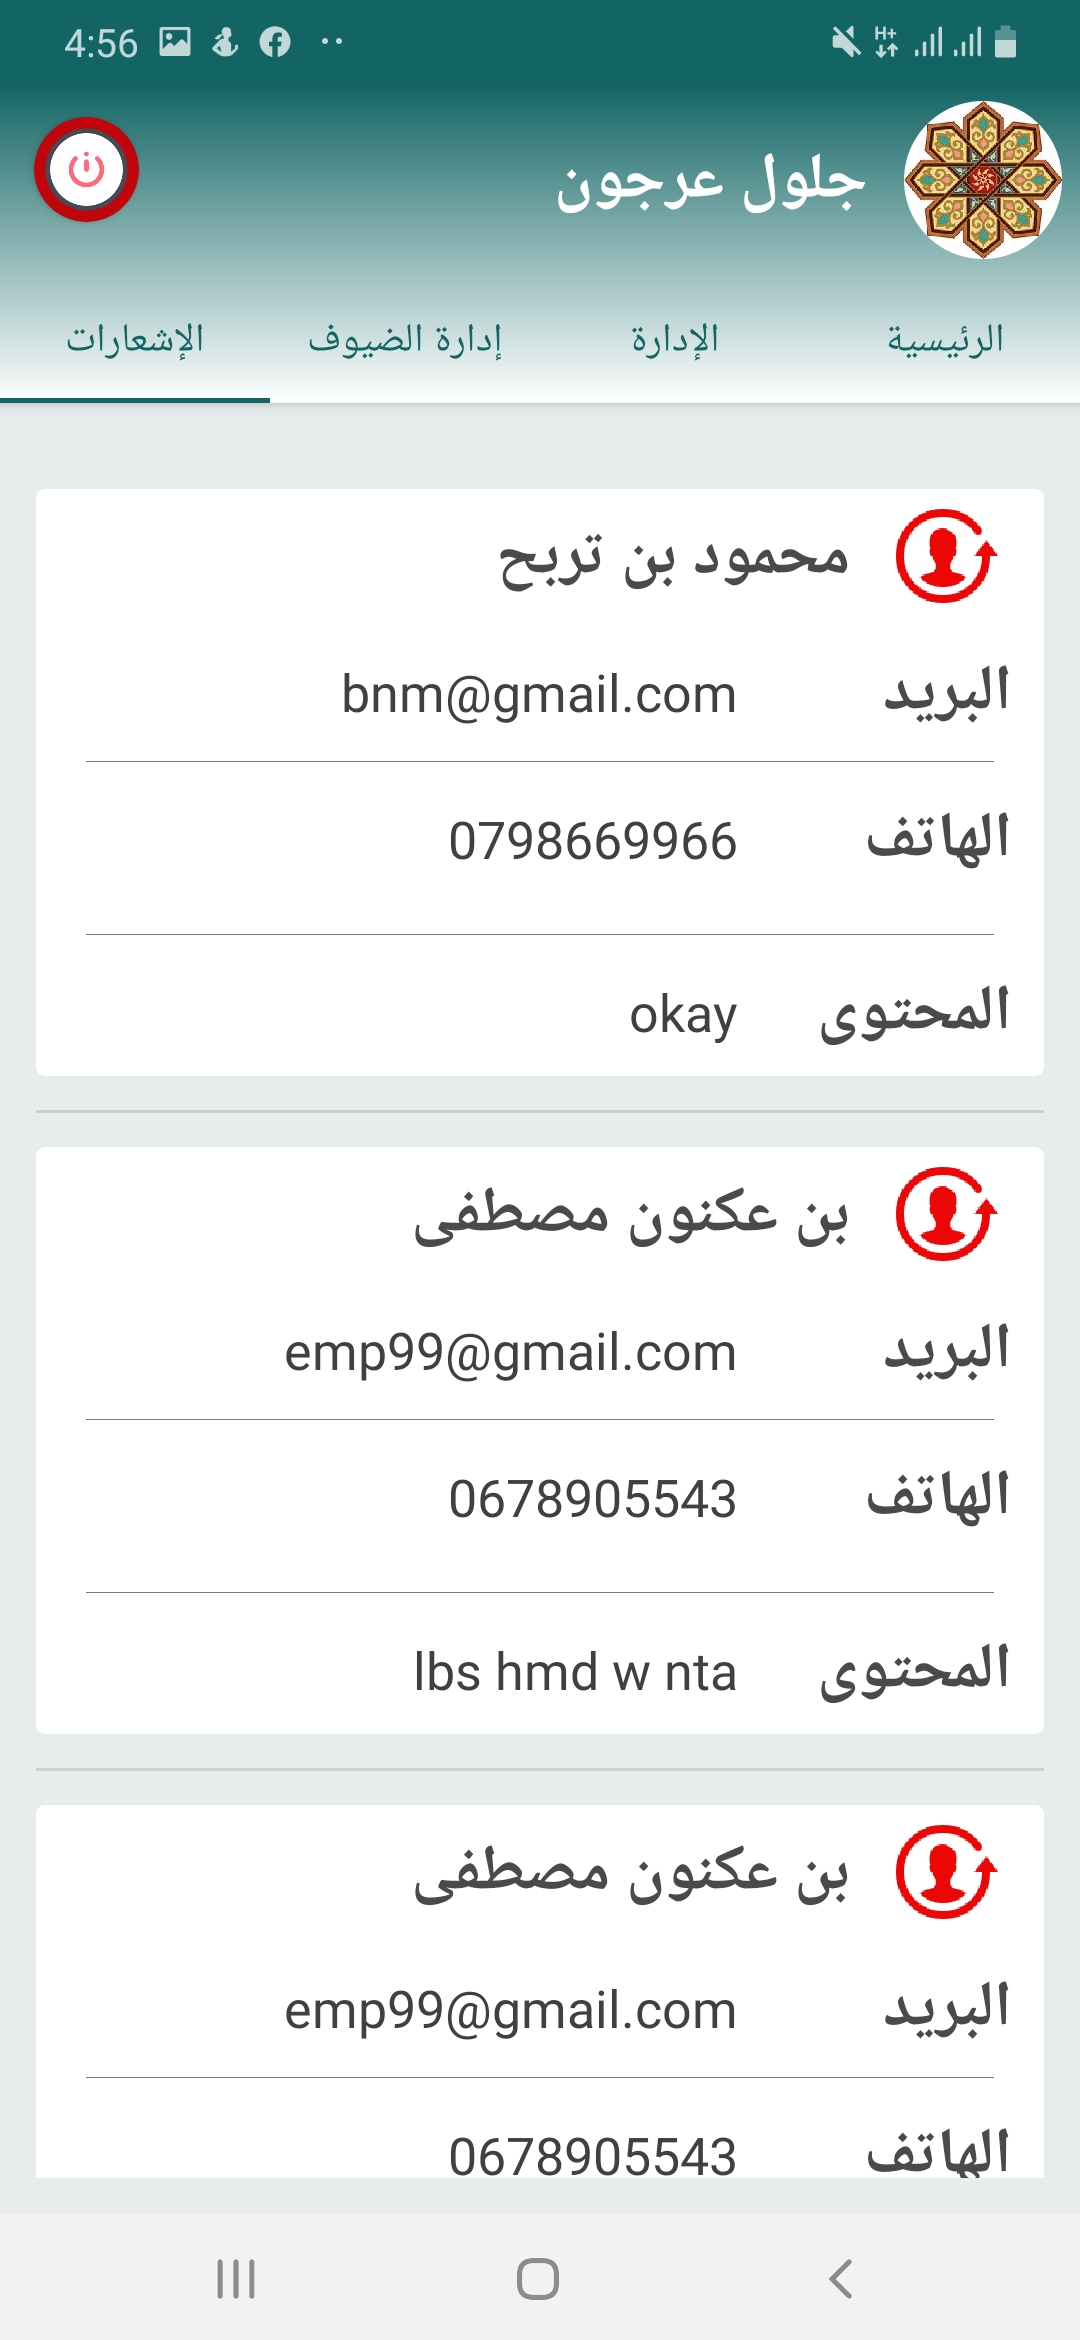 4:56
جلول عرجون
الرئيسية
الإدارة
إدارة الضيوف
الإشعارات
محمود بن تربح
البريد bnm@gmail.com
الهاتف 0798669966
المحتوى okay
بن عكنون مصطفى
البريد emp99@gmail.com
الهاتف 0678905543
المحتوى lbs hmd w nta
بن عكنون مصطفى
البريد emp99@gmail.com
الهاتف 0678905543